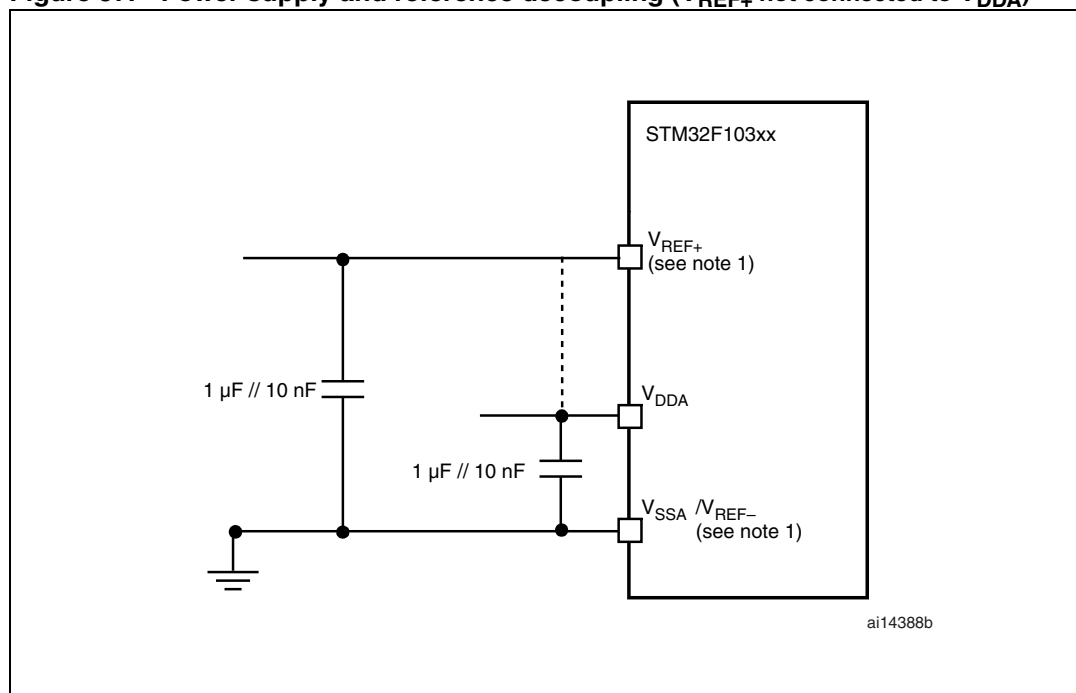 STM32F103xx
VREF+
(see note 1)
1 µF // 10 nF
VDDA
1 µF // 10 nF
VSSA /VREF–
(see note 1)
ai14388b